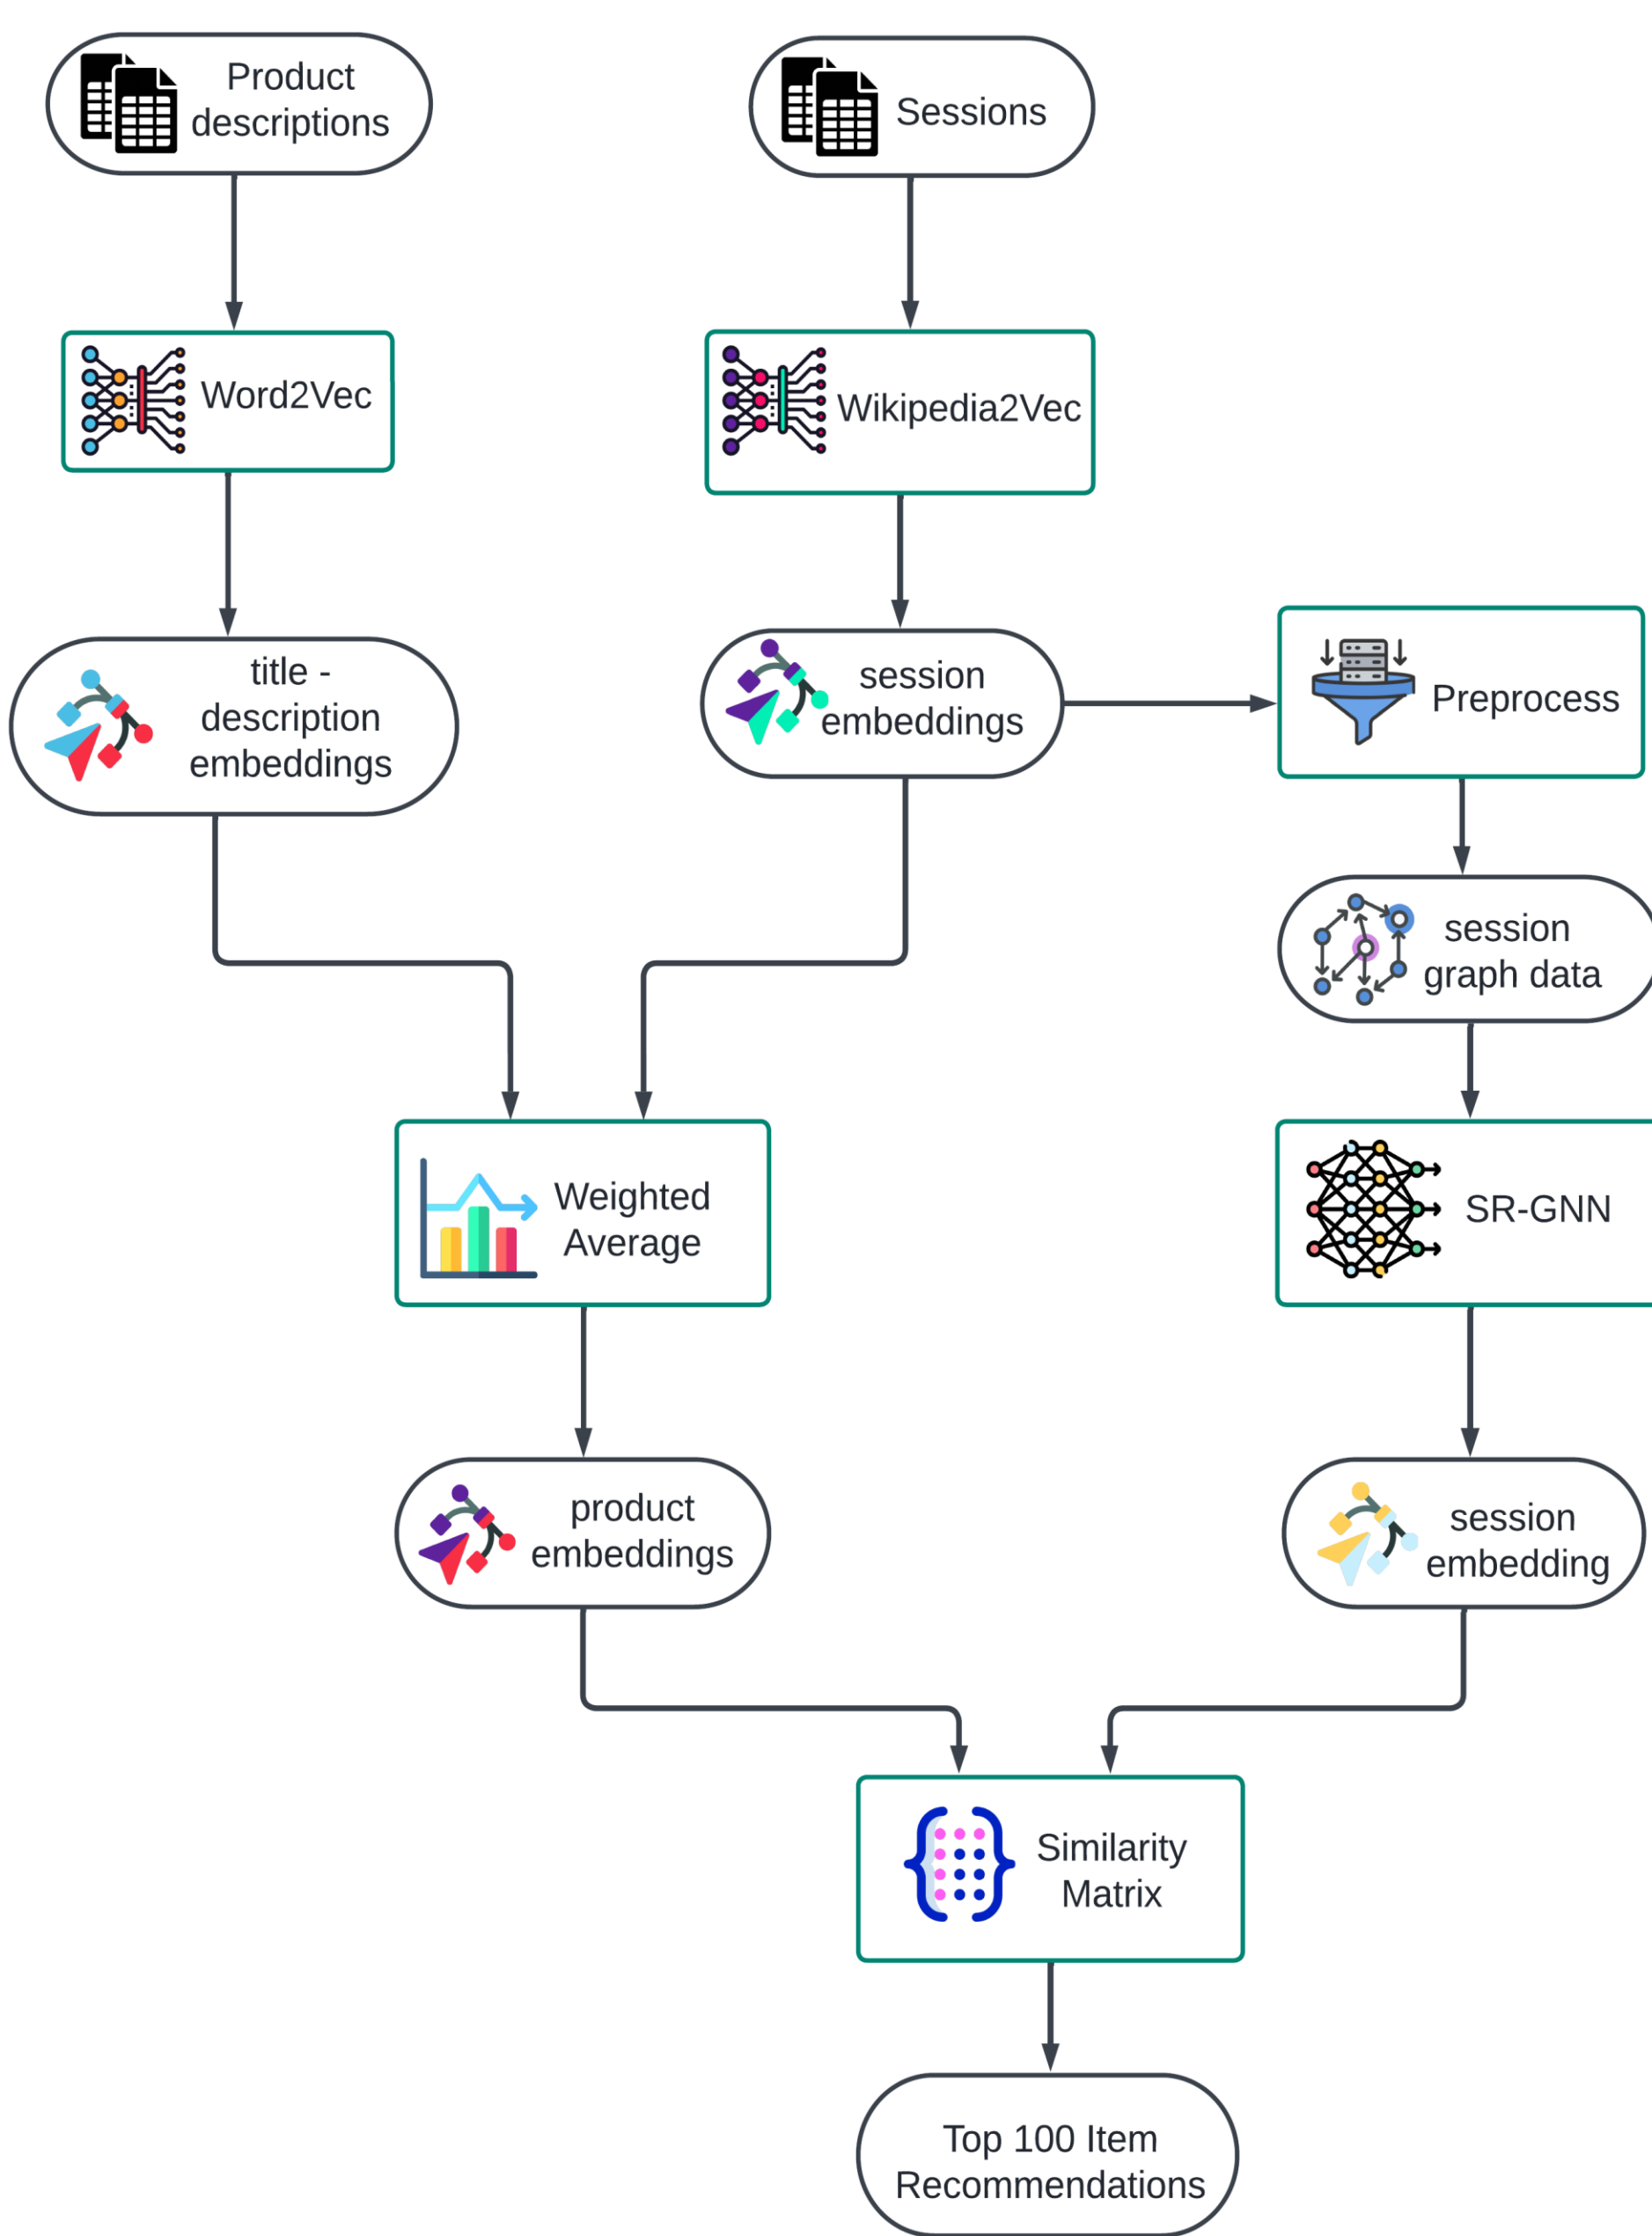 Product
descriptions
Sessions
Word2Vec
Wikipedia2Vec
title -
description
embeddings
session
embeddings
Preprocess
session
graph data
Weighted
Average
SR-GNN
product
embeddings
session
embedding
Similarity
Matrix
Top 100 Item
Recommendations